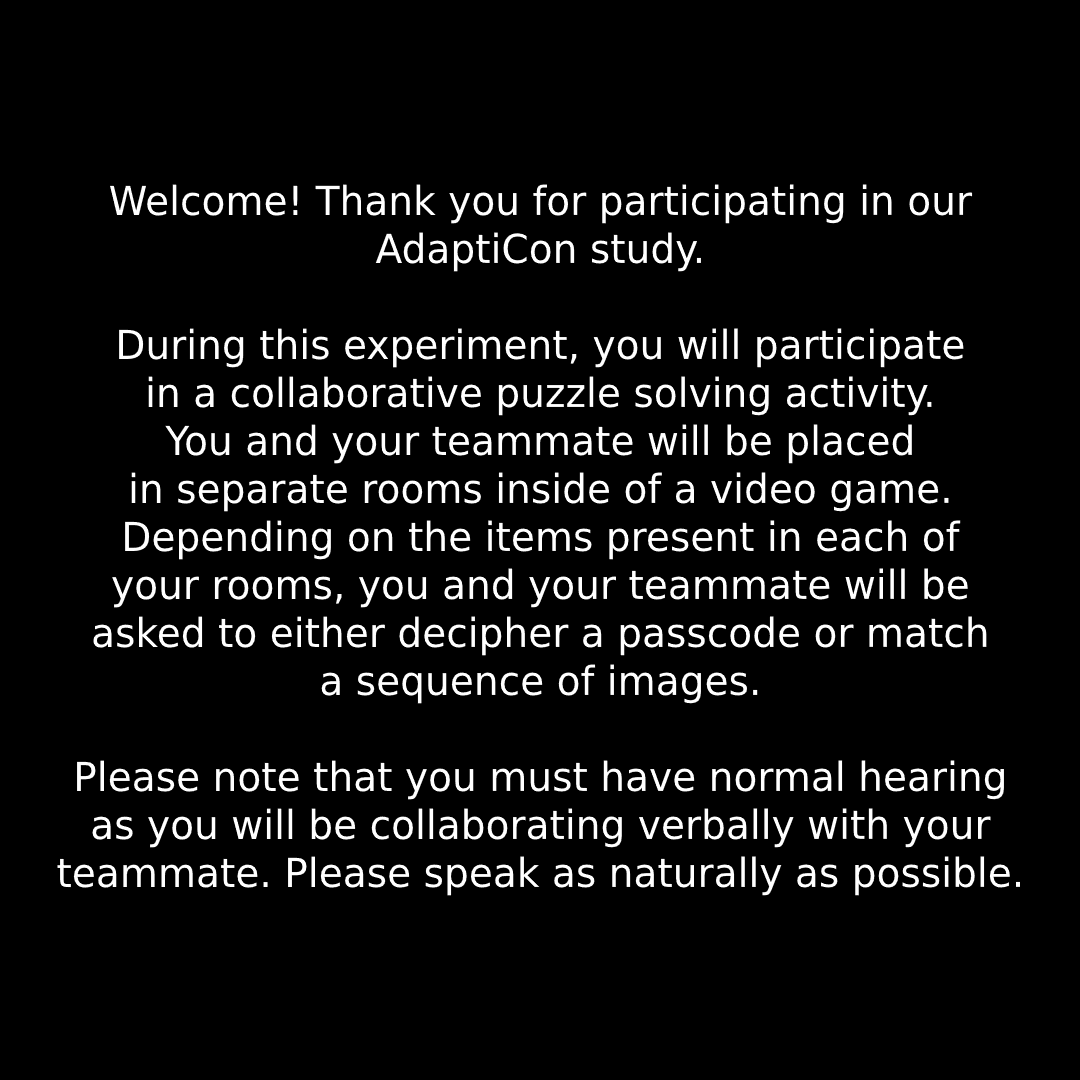 Welcome! Thank you for participating in our
AdaptiCon study.
During this experiment, you will participate
in a collaborative puzzle solving activity.
You and your teammate will be placed
in separate rooms inside of a video game.
Depending on the items present in each of
your rooms, you and your teammate will be
asked to either decipher a passcode or match
a sequence of images.
Please note that you must have normal hearing
as you will be collaborating verbally with your
teammate. Please speak as naturally as possible.